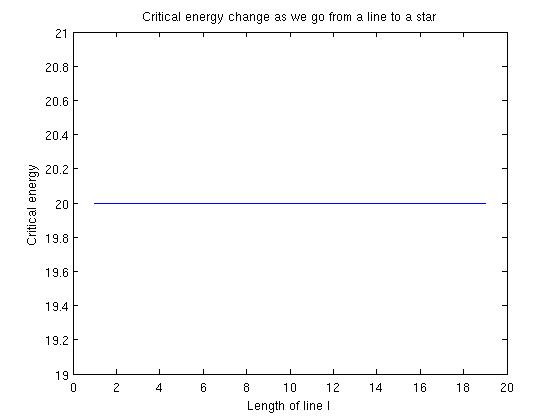 Critical energy change as we go from a line to a star
21
20.8
20.6
20.4
20.2
20
19.8
19.6
19.4
19.2
19
Critical energy
0 2 4 6 8 10 12 14 16 18 20
Length of line l